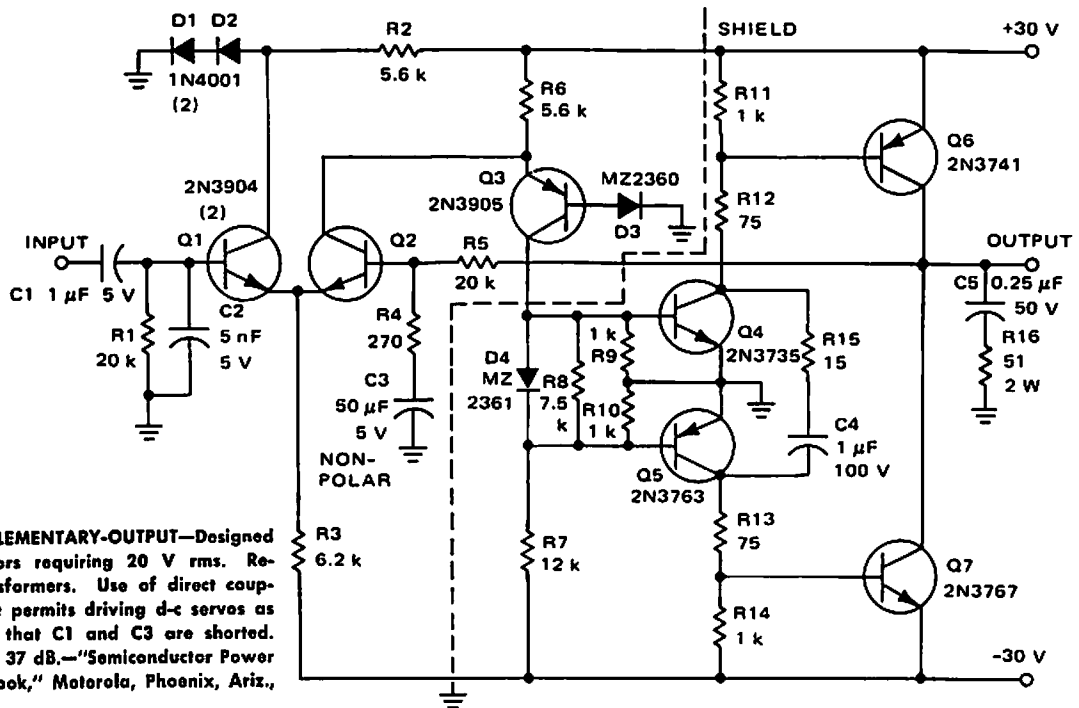 D1 D2
1N4001
(2)
R2
5.6 k
SHIELD
+30 V
R6
5.6 k
R11
1 k
Q6
2N3741
2N3904
(2)
Q3
2N3905
MZ2360
D3
R12
75
INPUT
Q1
Q2
R5
20 k
OUTPUT
C1 1 μF 5 V
C5 0.25 μF
50 V
R1
20 k
C2
5 nF
5 V
R4
270
C3
50 μF
5 V
NON-
POLAR
D4
MZ
2361
R8
7.5
k
1 k
R9
R10
1 k
Q4
2N3735
R15
15
R16
51
2 W
C4
1 μF
100 V
Q5
2N3763
R3
6.2 k
R7
12 k
R13
75
R14
1 k
Q7
2N3767
-30 V
LEMENTARY-OUTPUT—Designed
ors requiring 20 V rms. Re-
sformers. Use of direct coup-
permits driving d-c servos as
that C1 and C3 are shorted.
37 dB.—"Semiconductor Power
ook," Motorola, Phoenix, Ariz.,